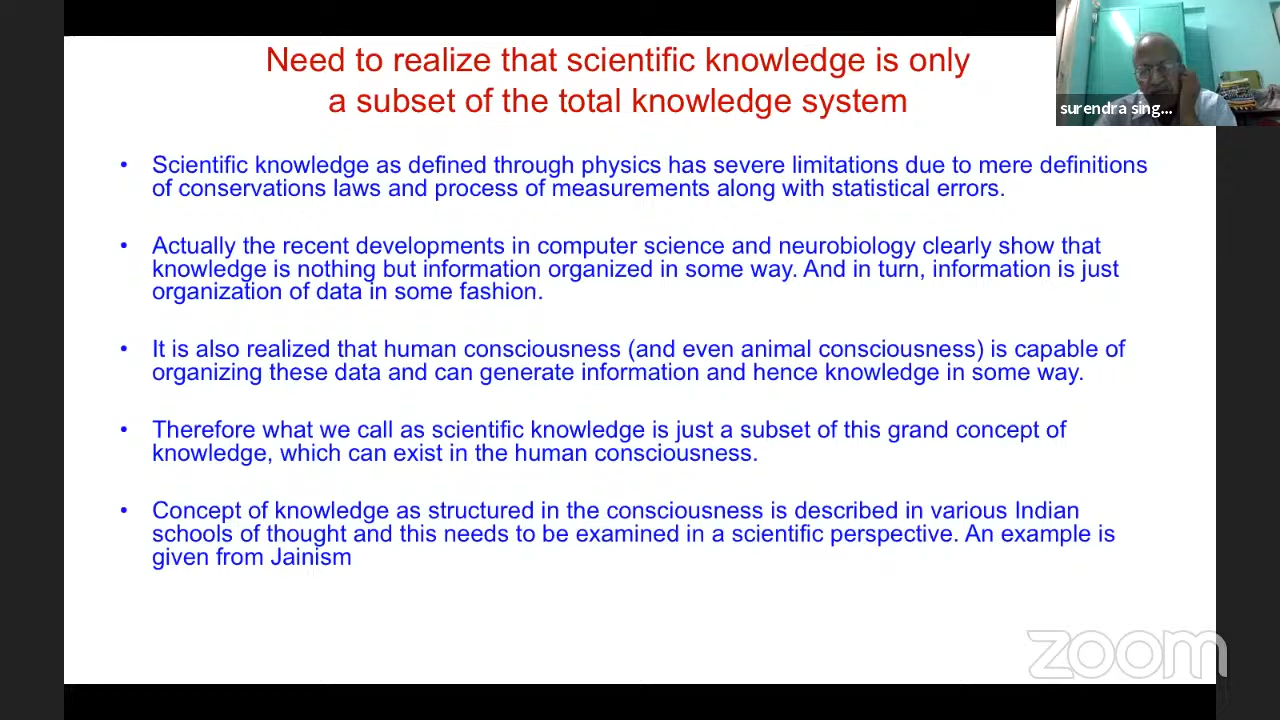 Need to realize that scientific knowledge is only
a subset of the total knowledge system
surendra sing...
• Scientific knowledge as defined through physics has severe limitations due to mere definitions
of conservations laws and process of measurements along with statistical errors.
• Actually the recent developments in computer science and neurobiology clearly show that
knowledge is nothing but information organized in some way. And in turn, information is just
organization of data in some fashion.
• It is also realized that human consciousness (and even animal consciousness) is capable of
organizing these data and can generate information and hence knowledge in some way.
• Therefore what we call as scientific knowledge is just a subset of this grand concept of
knowledge, which can exist in the human consciousness.
• Concept of knowledge as structured in the consciousness is described in various Indian
schools of thought and this needs to be examined in a scientific perspective. An example is
given from Jainism
zoom